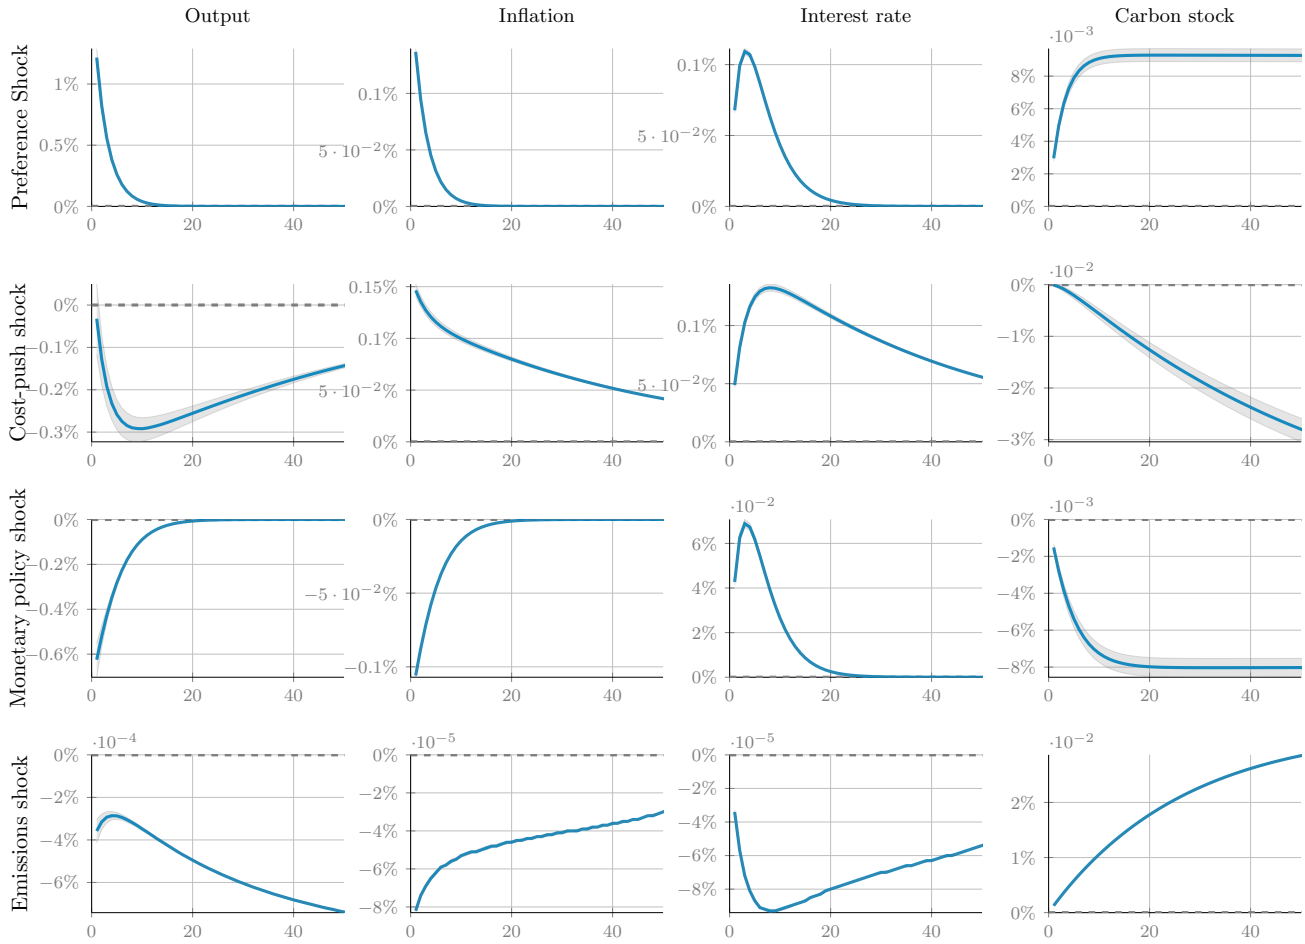 Output Inflation Interest rate Carbon stock
Preference Shock
0% 0.5% 1%
0 20 40
0% 5 · 10−2% 0.1%
0 20 40
0% 5 · 10−2% 0.1%
0 20 40
·10−3
0% 2% 4% 6% 8%
0 20 40
Cost-push shock
0% −0.1% −0.2% −0.3%
0 20 40
0.15% 0.1% 5 · 10−2% 0%
0 20 40
0.1% 5 · 10−2% 0%
0 20 40
·10−2
0% −1% −2% −3%
0 20 40
Monetary policy shock
0% −0.2% −0.4% −0.6%
0 20 40
0% −5 · 10−2% −0.1%
0 20 40
·10−2
6% 4% 2% 0%
0 20 40
·10−3
0% −2% −4% −6% −8%
0 20 40
Emissions shock
·10−4
0% −2% −4% −6%
0 20 40
·10−5
0% −2% −4% −6% −8%
0 20 40
·10−5
0% −2% −4% −6% −8%
0 20 40
·10−2
2% 1% 0%
0 20 40